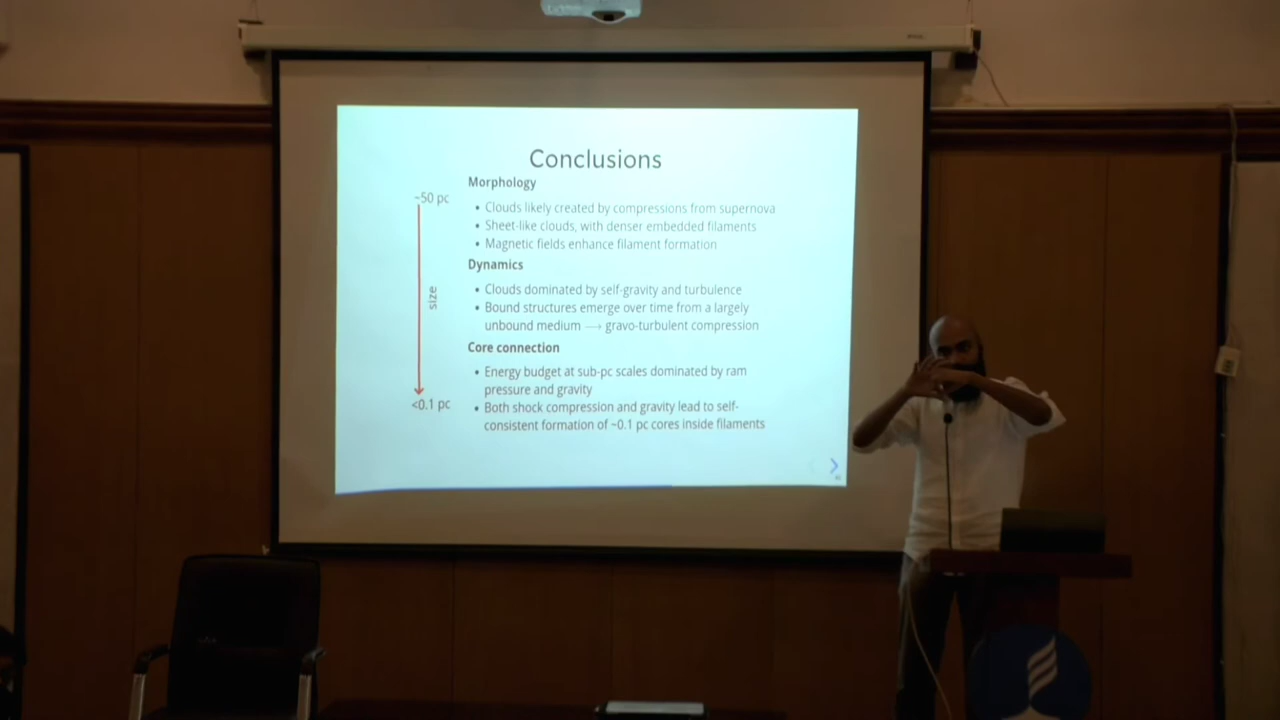 Conclusions
Morphology
~50 pc
• Clouds likely created by compressions from supernova
• Sheet-like clouds, with denser embedded filaments
• Magnetic fields enhance filament formation
Dynamics
size
• Clouds dominated by self-gravity and turbulence
• Bound structures emerge over time from a largely
unbound medium → gravo-turbulent compression
Core connection
• Energy budget at sub-pc scales dominated by ram
pressure and gravity
<0.1 pc
• Both shock compression and gravity lead to self-
consistent formation of ~0.1 pc cores inside filaments